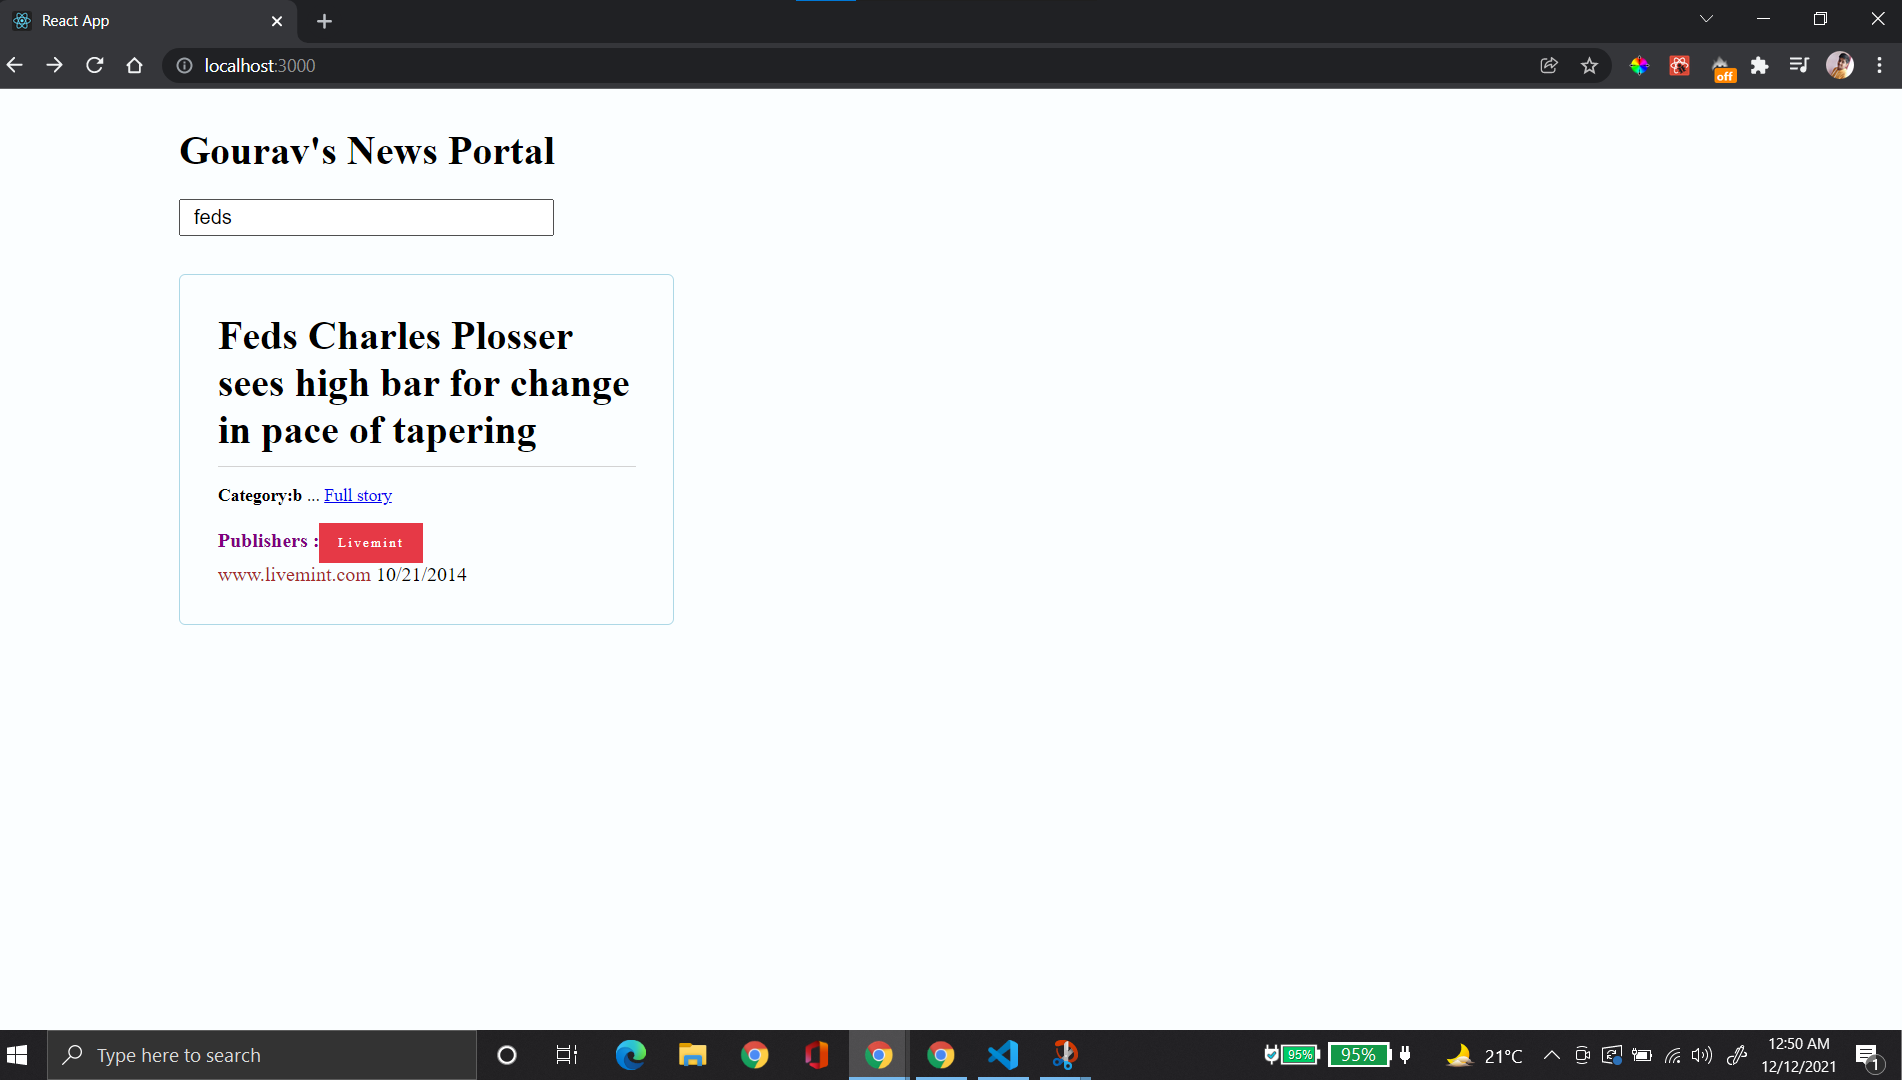 React App
localhost:3000
off
Gourav's News Portal
feds
Feds Charles Plosser
sees high bar for change
in pace of tapering
Category:b ... Full story
Publishers : Livemint
www.livemint.com 10/21/2014
Type here to search
95%
95%
21°C
12:50 AM
12/12/2021
1